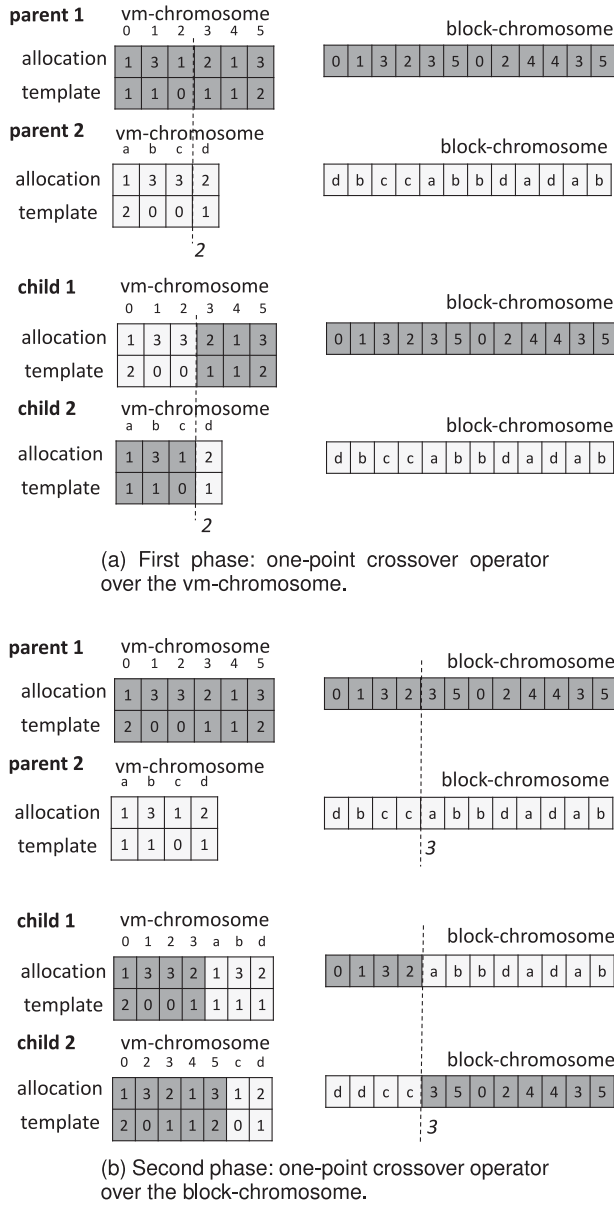 parent 1 vm-chromosome block-chromosome
0 1 2 3 4 5
allocation 1 3 1 2 1 3 0 1 3 2 3 5 0 2 4 4 3 5
template 1 1 0 1 1 2
parent 2 vm-chromosome block-chromosome
a b c d
allocation 1 3 3 2 d b c c a b b d a d a b
template 2 0 0 1
2
child 1 vm-chromosome block-chromosome
0 1 2 3 4 5
allocation 1 3 3 2 1 3 0 1 3 2 3 5 0 2 4 4 3 5
template 2 0 0 1 1 2
child 2 vm-chromosome block-chromosome
a b c d
allocation 1 3 1 2 d b c c a b b d a d a b
template 1 1 0 1
2
(a) First phase: one-point crossover operator
over the vm-chromosome.
parent 1 vm-chromosome block-chromosome
0 1 2 3 4 5
allocation 1 3 3 2 1 3 0 1 3 2 3 5 0 2 4 4 3 5
template 2 0 0 1 1 2
parent 2 vm-chromosome block-chromosome
a b c d
allocation 1 3 1 2 d b c c a b b d a d a b
template 1 1 0 1
3
child 1 vm-chromosome block-chromosome
0 1 2 3 a b d
allocation 1 3 3 2 1 3 2 0 1 3 2 a b b d a d a b
template 2 0 0 1 1 1 1
child 2 vm-chromosome block-chromosome
0 2 3 4 5 c d
allocation 1 3 2 1 3 1 2 d d c c 3 5 0 2 4 4 3 5
template 2 0 1 1 2 0 1
3
(b) Second phase: one-point crossover operator
over the block-chromosome.